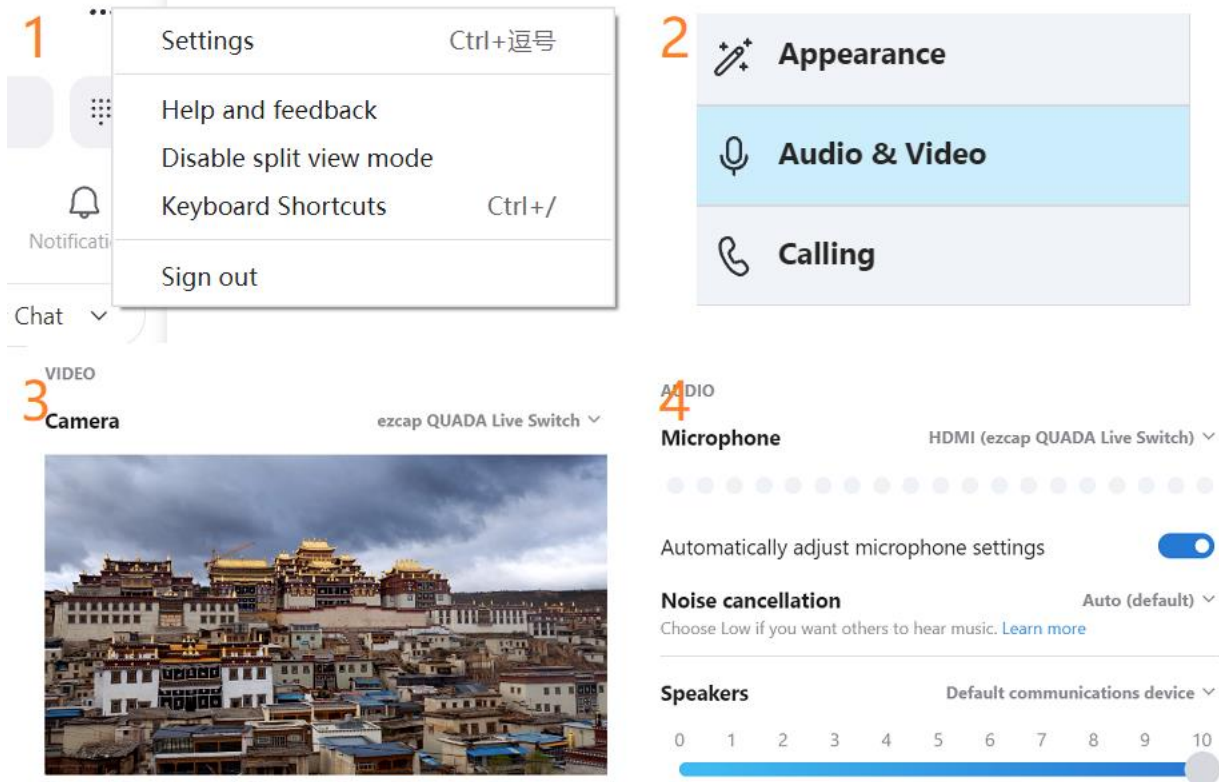 1
Settings Ctrl+逗号
Help and feedback
Disable split view mode
Keyboard Shortcuts Ctrl+/
Sign out
Chat
2
Appearance
Audio & Video
Calling
3
VIDEO
Camera ezcap QUADA Live Switch
4
AUDIO
Microphone HDMI (ezcap QUADA Live Switch)
Automatically adjust microphone settings
Noise cancellation Auto (default)
Choose Low if you want others to hear music. Learn more
Speakers Default communications device
0 1 2 3 4 5 6 7 8 9 10